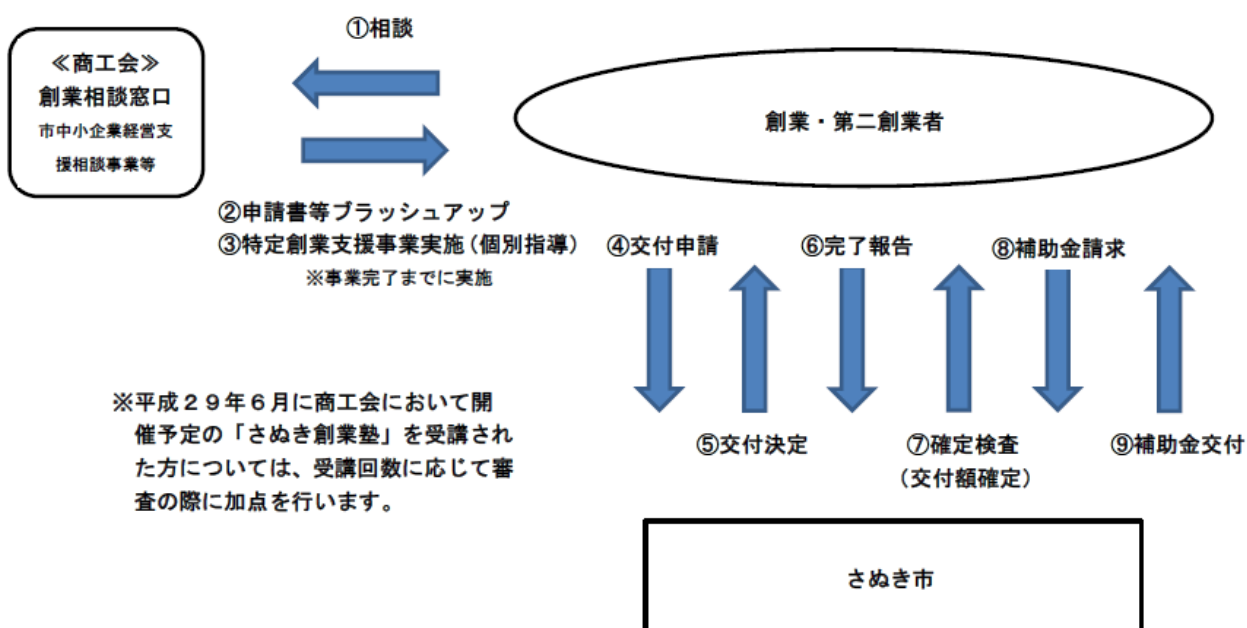 ①相談
≪商工会≫
創業相談窓口
市中小企業経営支
援相談事業等
創業・第二創業者
②申請書等ブラッシュアップ
③特定創業支援事業実施(個別指導)
※事業完了までに実施
④交付申請
⑥完了報告
⑧補助金請求
※平成29年6月に商工会において開
催予定の「さぬき創業塾」を受講され
た方については、受講回数に応じて審
査の際に加点を行います。
⑤交付決定
⑦確定検査
(交付額確定)
⑨補助金交付
さぬき市